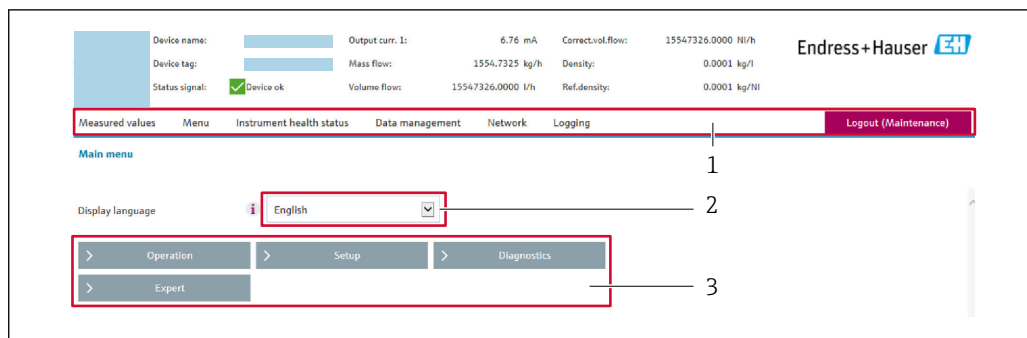 Device name: Output curr. 1: 6.76 mA Correct.vol.flow: 15547326.0000 Nl/h
Endress+Hauser EH
Device tag: Mass flow: 1554.7325 kg/h Density: 0.0001 kg/l
Status signal: Device ok Volume flow: 15547326.0000 l/h Ref.density: 0.0001 kg/Nl
Measured values Menu Instrument health status Data management Network Logging Logout (Maintenance)
1
Main menu
Display language i English 2
> Operation > Setup > Diagnostics
> Expert 3